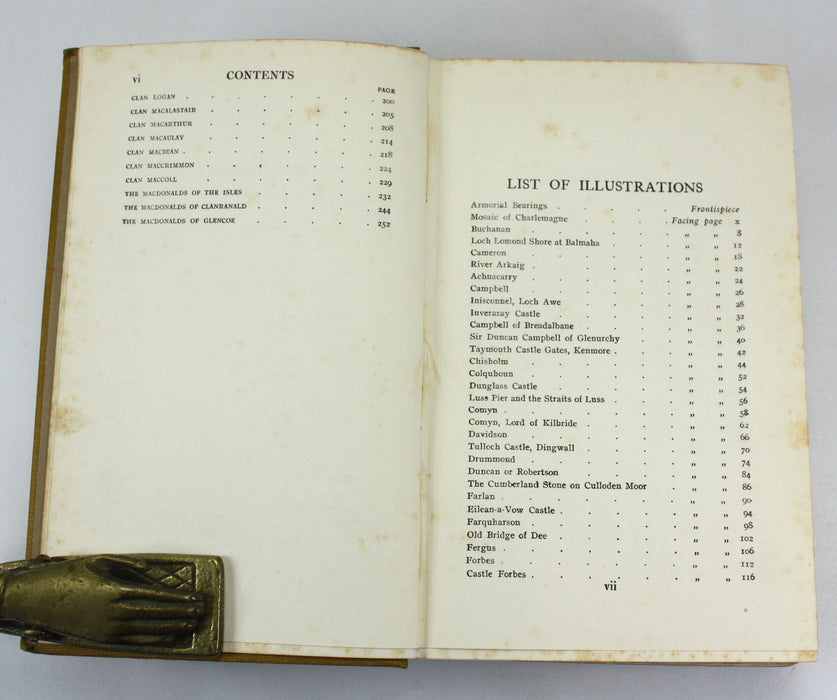 vi CONTENTS
PAGE
CLAN LOGAN . . . . . . . . 200
CLAN MACALASTAIR . . . . . . . 205
CLAN MACARTHUR . . . . . . . 208
CLAN MACAULAY . . . . . . . 214
CLAN MACBEAN . . . . . . . . 218
CLAN MACCRIMMON . . . . . . . 224
CLAN MACCOLL . . . . . . . 229
THE MACDONALDS OF THE ISLES . . . . . . 232
THE MACDONALDS OF CLANRANALD . . . . . 244
THE MACDONALDS OF GLENCOE . . . . . 252
LIST OF ILLUSTRATIONS
Armorial Bearings . . . . . Frontispiece
Mosaic of Charlemagne . . . . Facing page x
Buchanan . . . . . . „ „ 8
Loch Lomond Shore at Balmaha . . . „ „ 12
Cameron . . . . . . „ „ 18
River Arkaig . . . . . . „ „ 22
Achnacarry . . . . . . „ „ 24
Campbell . . . . . . „ „ 26
Inisconnel, Loch Awe . . . . „ „ 28
Inveraray Castle . . . . . „ „ 32
Campbell of Breadalbane . . . . „ „ 36
Sir Duncan Campbell of Glenurchy . . . „ „ 40
Taymouth Castle Gates, Kenmore . . . „ „ 42
Chisholm . . . . . . „ „ 44
Colquhoun . . . . . . „ „ 52
Dunglass Castle . . . . . „ „ 54
Luss Pier and the Straits of Luss . . . „ „ 56
Comyn . . . . . . . „ „ 58
Comyn, Lord of Kilbride . . . . „ „ 62
Davidson . . . . . . „ „ 66
Tulloch Castle, Dingwall . . . . „ „ 70
Drummond . . . . . . „ „ 74
Duncan or Robertson . . . . . „ „ 84
The Cumberland Stone on Culloden Moor . „ „ 86
Farlan . . . . . . . „ „ 90
Eilean-a-Vow Castle . . . . . „ „ 94
Farquharson . . . . . . „ „ 98
Old Bridge of Dee . . . . . „ „ 102
Fergus . . . . . . . „ „ 106
Forbes . . . . . . . „ „ 112
Castle Forbes . . . . . . „ „ 116
vii